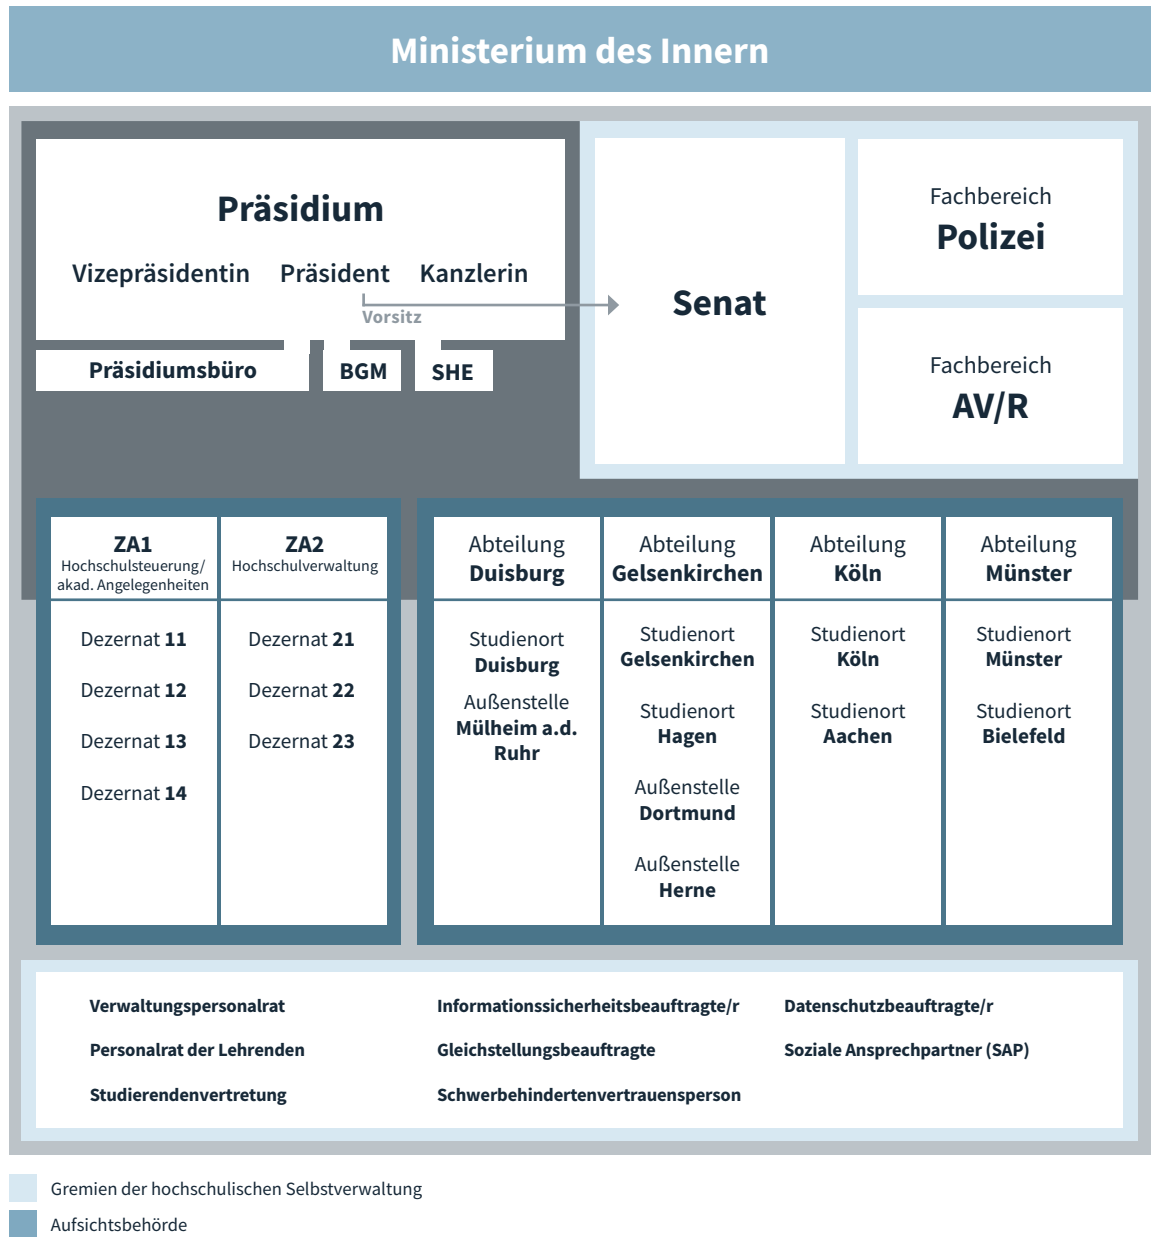 Ministerium des Innern
Präsidium
Vizepräsidentin Präsident Kanzlerin
Vorsitz
Präsidiumsbüro
BGM
SHE
Senat
Fachbereich
Polizei
Fachbereich
AV/R
ZA1
Hochschulsteuerung/
akad. Angelegenheiten
Dezernat 11
Dezernat 12
Dezernat 13
Dezernat 14
ZA2
Hochschulverwaltung
Dezernat 21
Dezernat 22
Dezernat 23
Abteilung
Duisburg
Studienort
Duisburg
Außenstelle
Mülheim a.d.
Ruhr
Abteilung
Gelsenkirchen
Studienort
Gelsenkirchen
Studienort
Hagen
Außenstelle
Dortmund
Außenstelle
Herne
Abteilung
Köln
Studienort
Köln
Studienort
Aachen
Abteilung
Münster
Studienort
Münster
Studienort
Bielefeld
Verwaltungspersonalrat
Personalrat der Lehrenden
Studierendenvertretung
Informationssicherheitsbeauftragte/r
Gleichstellungsbeauftragte
Schwerbehindertenvertrauensperson
Datenschutzbeauftragte/r
Soziale Ansprechpartner (SAP)
Gremien der hochschulischen Selbstverwaltung
Aufsichtsbehörde